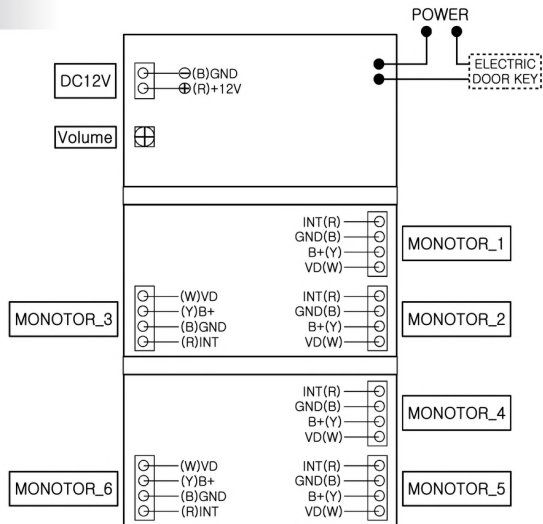 POWER
ELECTRIC
DOOR KEY
DC12V
⊖(B)GND
⊕(R)+12V
Volume
INT(R)
GND(B)
B+(Y)
VD(W)
MONOTOR_1
MONOTOR_3
(W)VD
(Y)B+
(B)GND
(R)INT
INT(R)
GND(B)
B+(Y)
VD(W)
MONOTOR_2
INT(R)
GND(B)
B+(Y)
VD(W)
MONOTOR_4
MONOTOR_6
(W)VD
(Y)B+
(B)GND
(R)INT
INT(R)
GND(B)
B+(Y)
VD(W)
MONOTOR_5